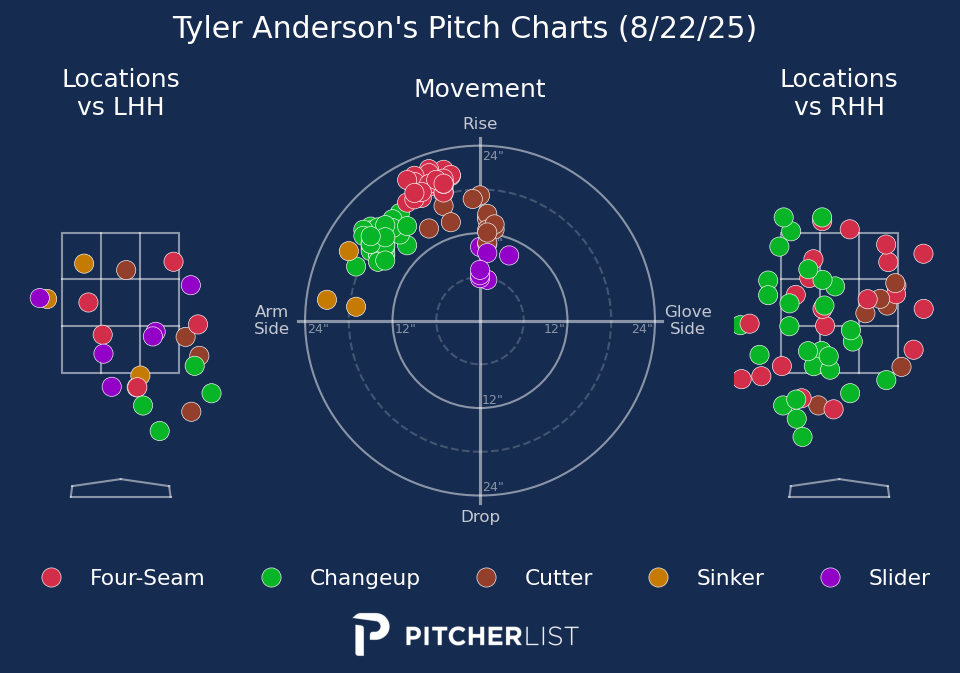 Tyler Anderson's Pitch Charts (8/22/25)
Locations
vs LHH
Movement
Locations
vs RHH
Rise
24"
Arm
Side
24"
12"
12"
24"
Glove
Side
12"
24"
Drop
Four-Seam
Changeup
Cutter
Sinker
Slider
PITCHERLIST